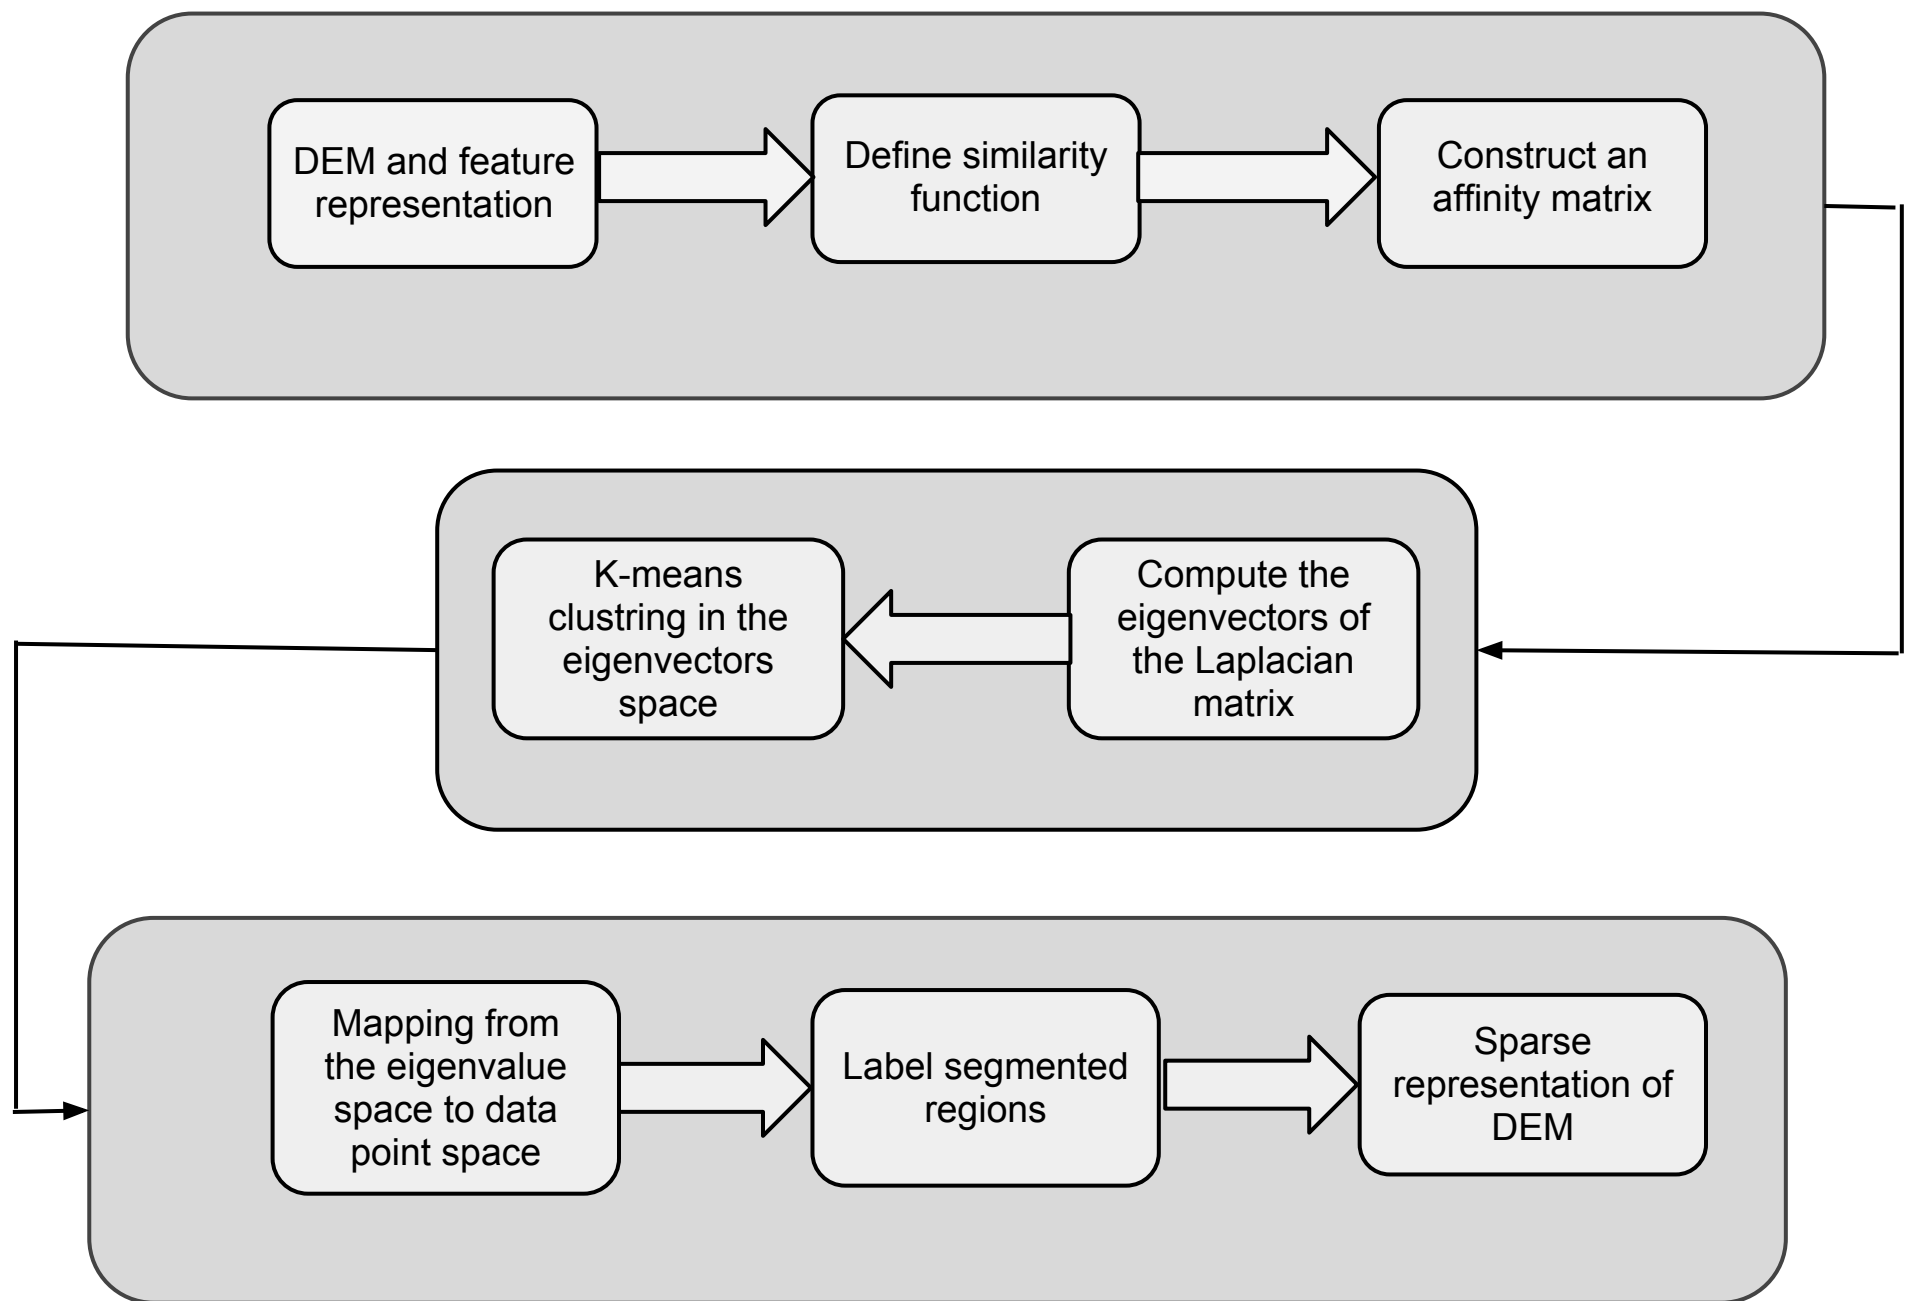 DEM and feature
representation
Define similarity
function
Construct an
affinity matrix
Compute the
eigenvectors of
the Laplacian
matrix
K-means
clustring in the
eigenvectors
space
Mapping from
the eigenvalue
space to data
point space
Label segmented
regions
Sparse
representation of
DEM